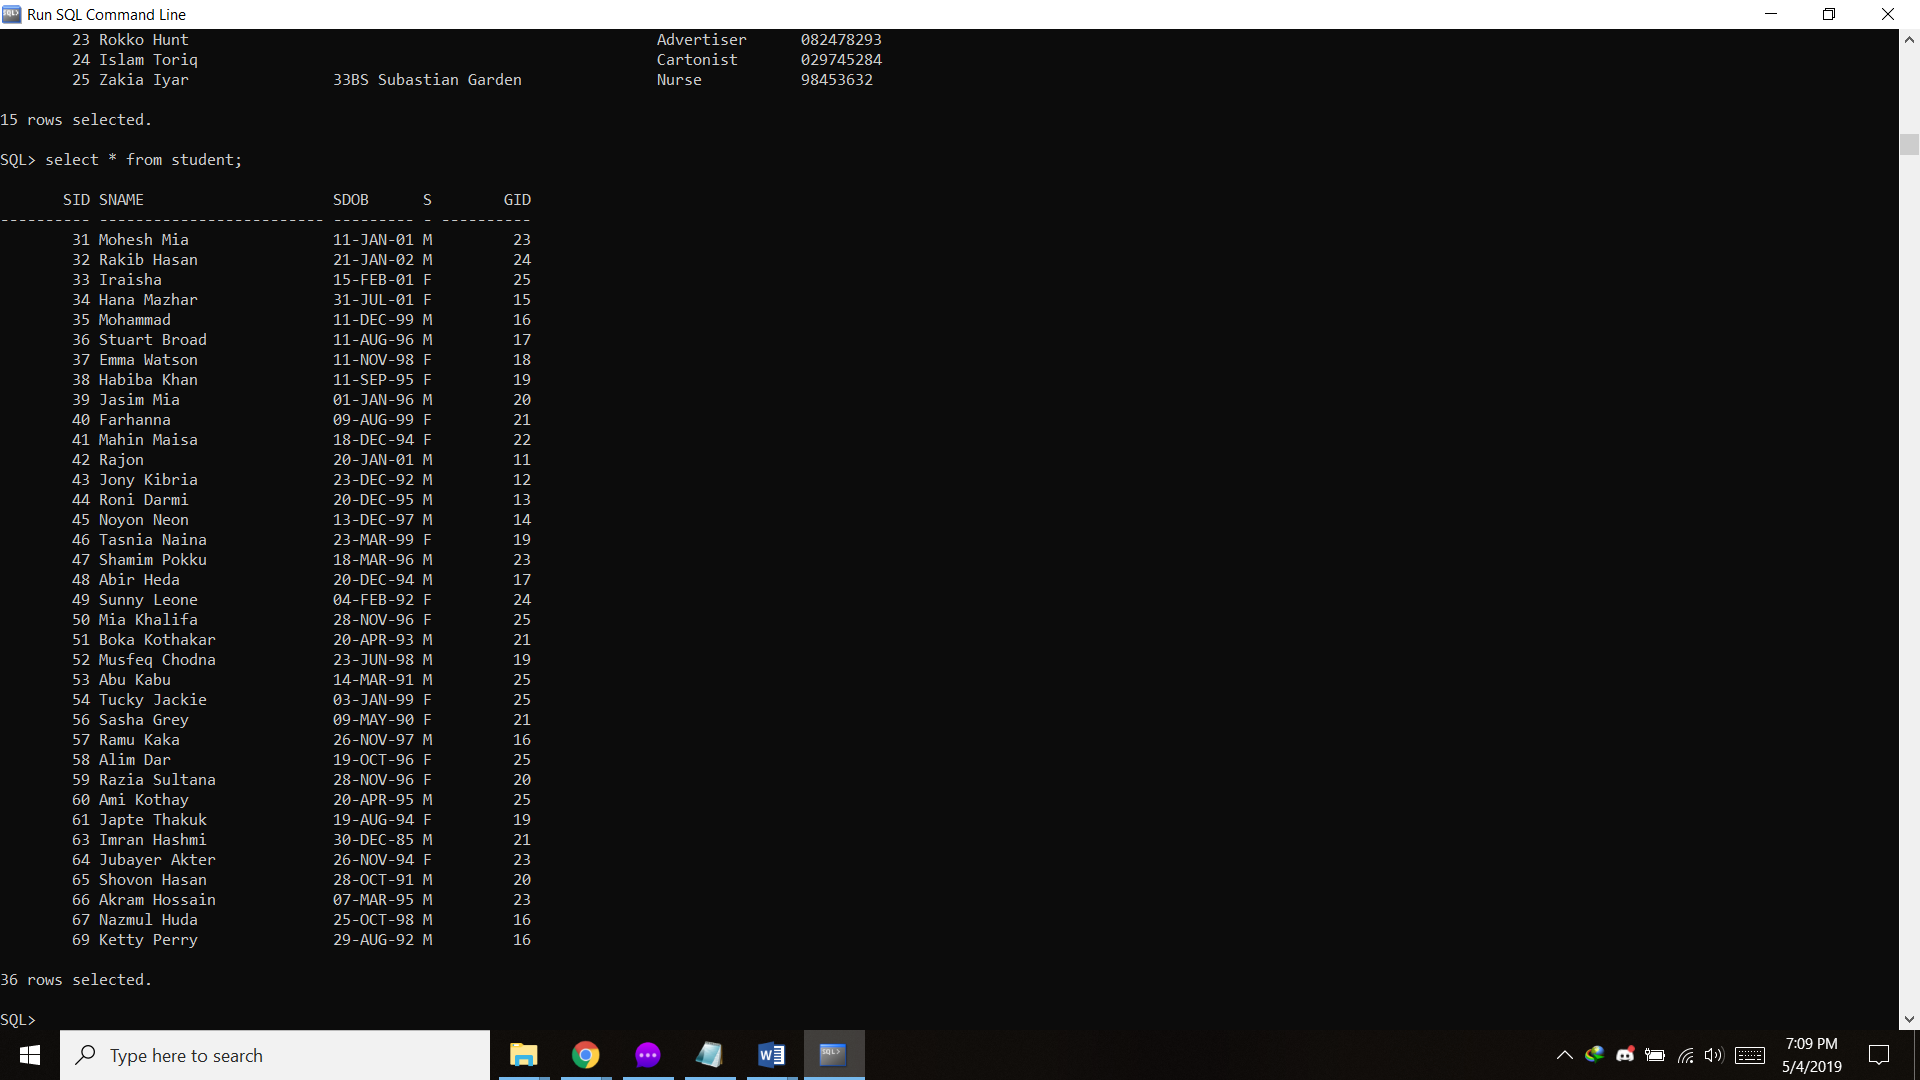 Run SQL Command Line
23 Rokko Hunt Advertiser 082478293
24 Islam Toriq Cartonist 029745284
25 Zakia Iyar 33BS Subastian Garden Nurse 98453632
15 rows selected.
SQL> select * from student;
SID SNAME SDOB S GID
---------- ------------------------- --------- - ----------
31 Mohesh Mia 11-JAN-01 M 23
32 Rakib Hasan 21-JAN-02 M 24
33 Iraisha 15-FEB-01 F 25
34 Hana Mazhar 31-JUL-01 F 15
35 Mohammad 11-DEC-99 M 16
36 Stuart Broad 11-AUG-96 M 17
37 Emma Watson 11-NOV-98 F 18
38 Habiba Khan 11-SEP-95 F 19
39 Jasim Mia 01-JAN-96 M 20
40 Farhanna 09-AUG-99 F 21
41 Mahin Maisa 18-DEC-94 F 22
42 Rajon 20-JAN-01 M 11
43 Jony Kibria 23-DEC-92 M 12
44 Roni Darmi 20-DEC-95 M 13
45 Noyon Neon 13-DEC-97 M 14
46 Tasnia Naina 23-MAR-99 F 19
47 Shamim Pokku 18-MAR-96 M 23
48 Abir Heda 20-DEC-94 M 17
49 Sunny Leone 04-FEB-92 F 24
50 Mia Khalifa 28-NOV-96 F 25
51 Boka Kothakar 20-APR-93 M 21
52 Musfeq Chodna 23-JUN-98 M 19
53 Abu Kabu 14-MAR-91 M 25
54 Tucky Jackie 03-JAN-99 F 25
56 Sasha Grey 09-MAY-90 F 21
57 Ramu Kaka 26-NOV-97 M 16
58 Alim Dar 19-OCT-96 F 25
59 Razia Sultana 28-NOV-96 F 20
60 Ami Kothay 20-APR-95 M 25
61 Japte Thakuk 19-AUG-94 F 19
63 Imran Hashmi 30-DEC-85 M 21
64 Jubayer Akter 26-NOV-94 F 23
65 Shovon Hasan 28-OCT-91 M 20
66 Akram Hossain 07-MAR-95 M 23
67 Nazmul Huda 25-OCT-98 M 16
69 Ketty Perry 29-AUG-92 M 16
36 rows selected.
SQL>
Type here to search
7:09 PM
5/4/2019